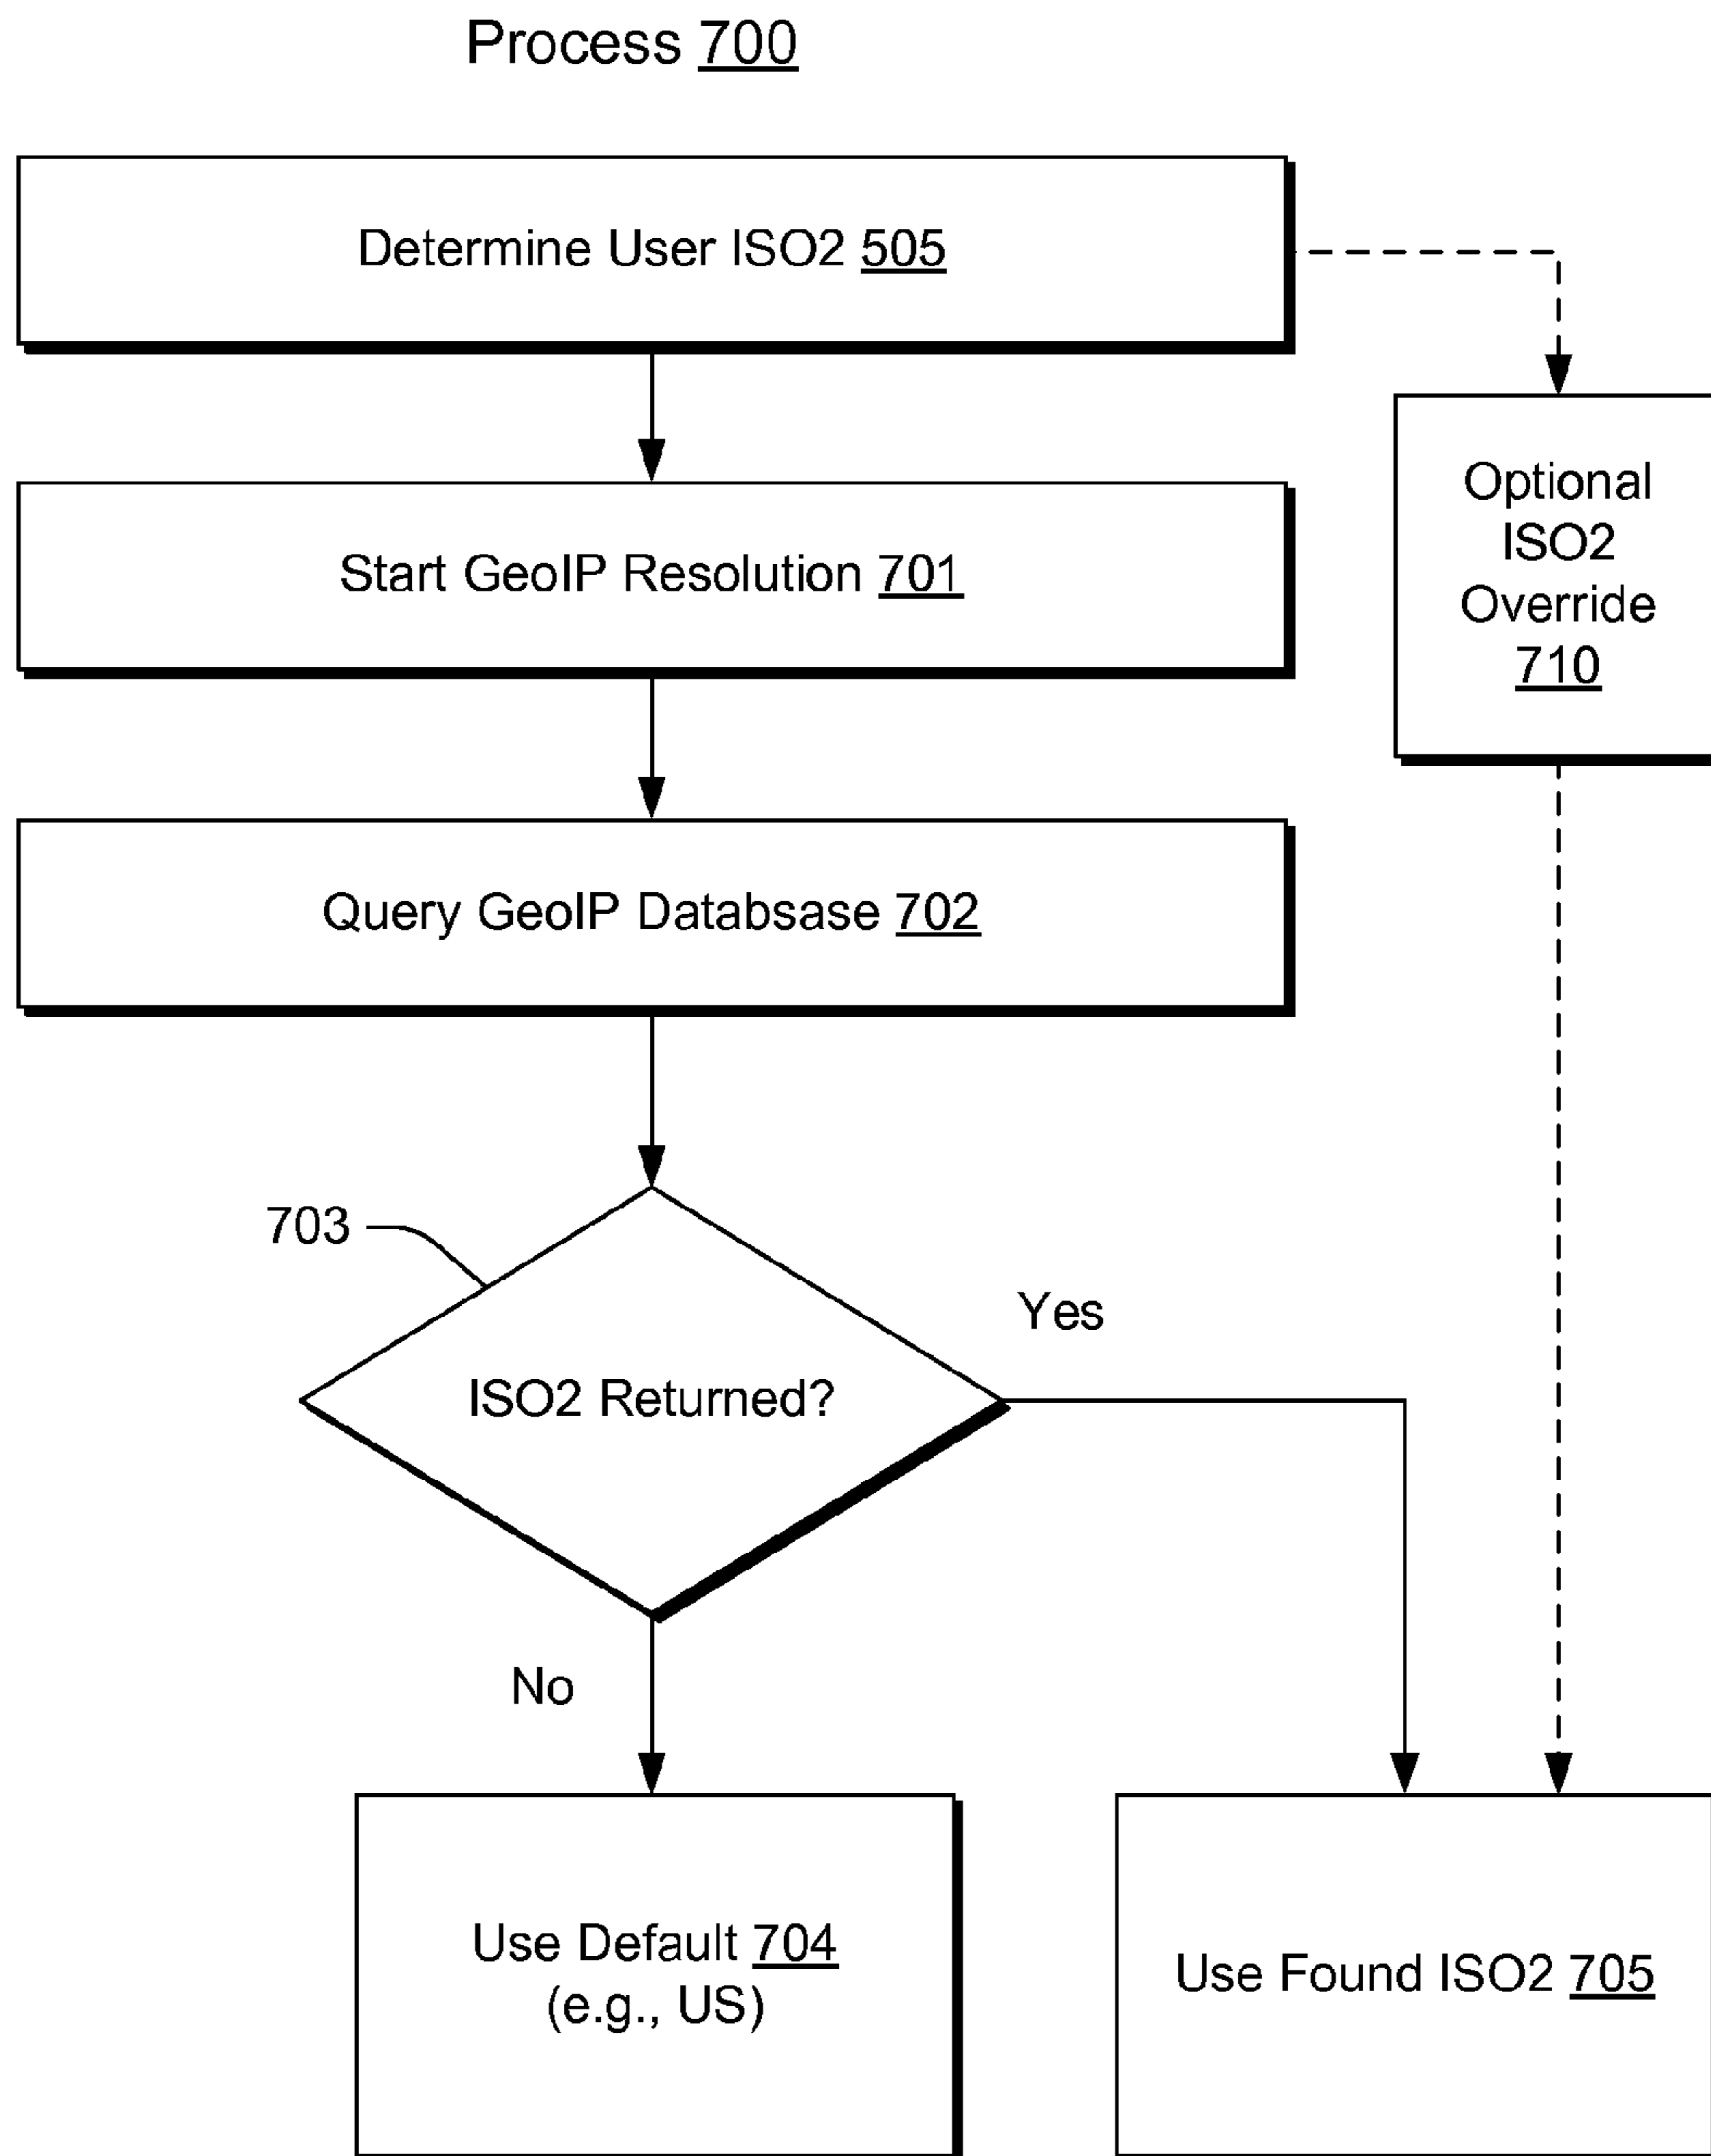 Process 700
Determine User ISO2 505
Start GeoIP Resolution 701
Optional
ISO2
Override
710
Query GeoIP Databsase 702
703
Yes
ISO2 Returned?
No
Use Default 704
(e.g., US)
Use Found ISO2 705